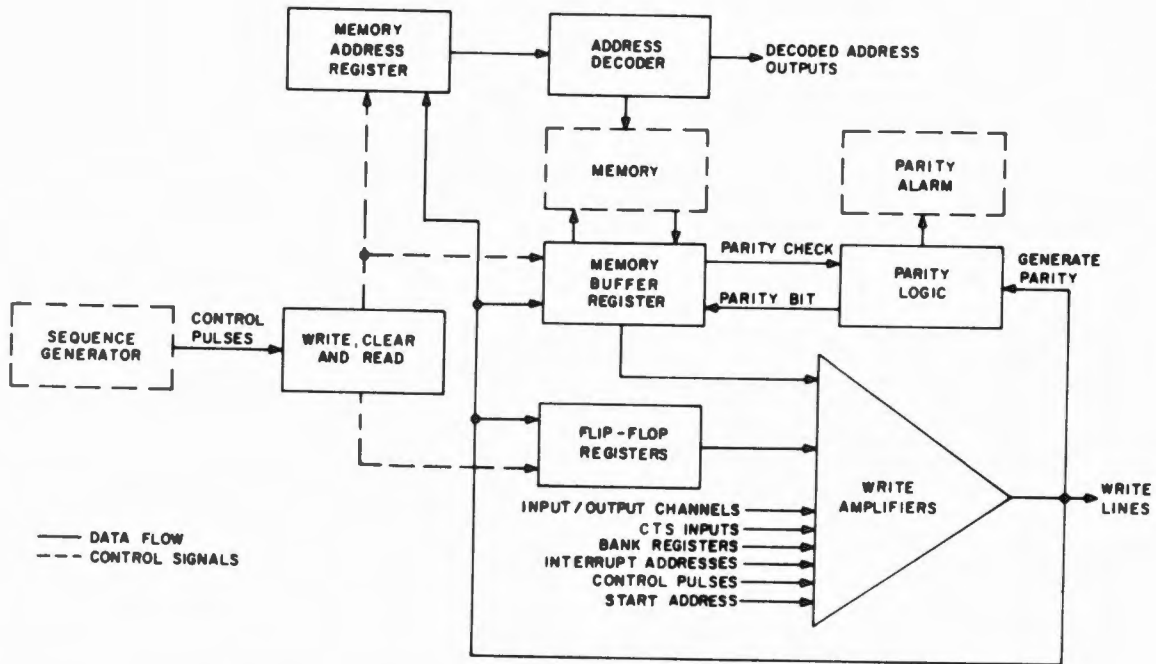 MEMORY
ADDRESS
REGISTER
ADDRESS
DECODER
DECODED ADDRESS
OUTPUTS
MEMORY
PARITY
ALARM
MEMORY
BUFFER
REGISTER
PARITY CHECK
PARITY BIT
PARITY
LOGIC
GENERATE
PARITY
SEQUENCE
GENERATOR
CONTROL
PULSES
WRITE, CLEAR
AND READ
FLIP-FLOP
REGISTERS
WRITE
AMPLIFIERS
WRITE
LINES
INPUT/OUTPUT CHANNELS
CTS INPUTS
BANK REGISTERS
INTERRUPT ADDRESSES
CONTROL PULSES
START ADDRESS
DATA FLOW
CONTROL SIGNALS